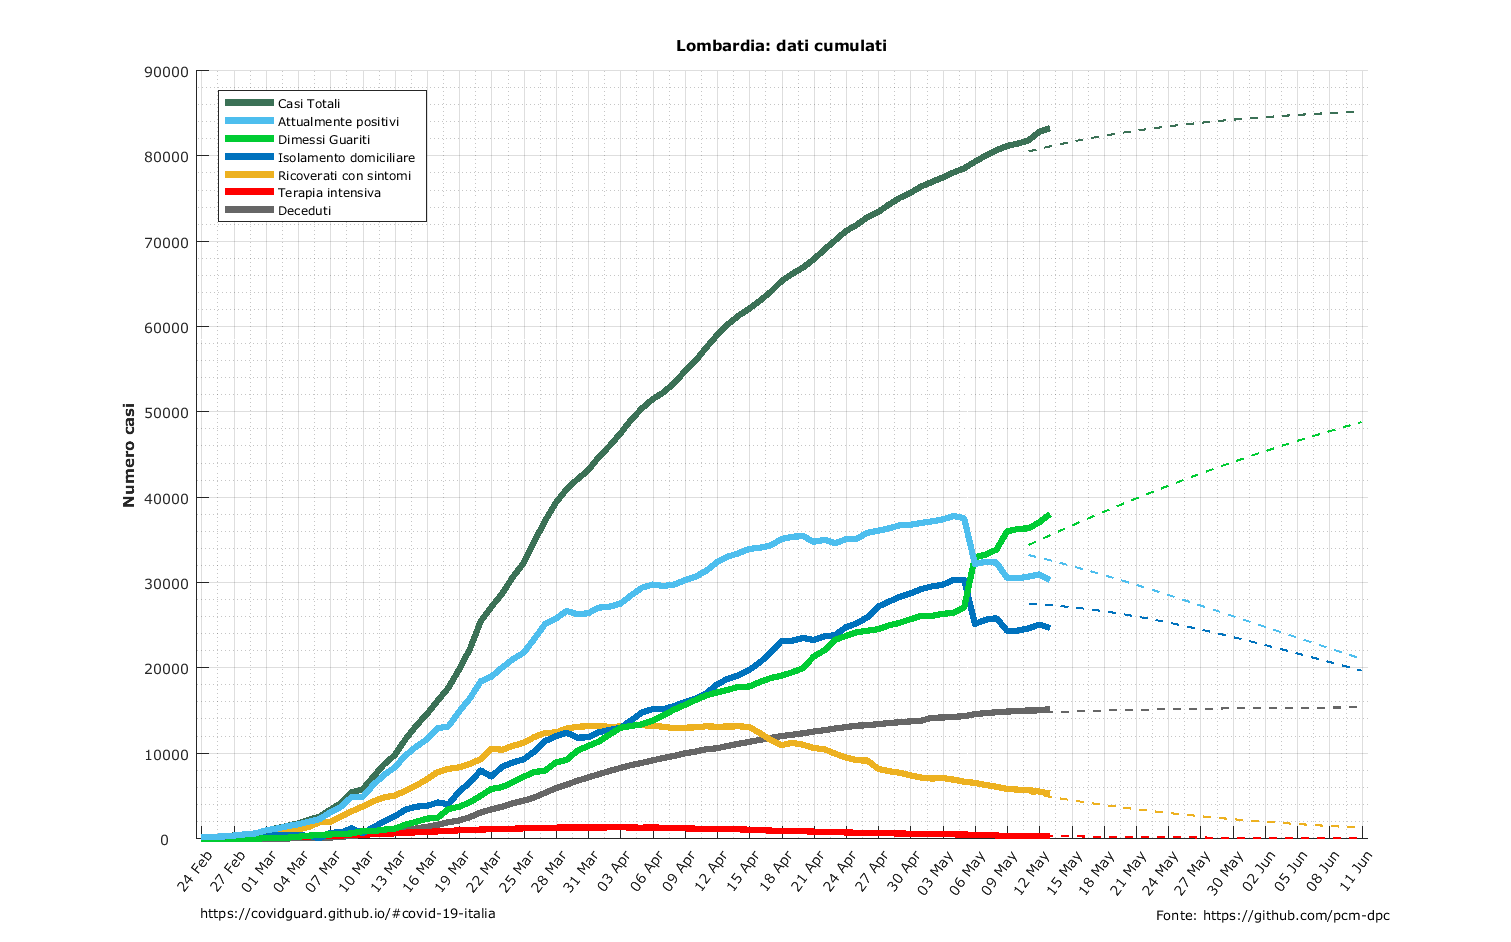 Lombardia: dati cumulati
90000
80000
70000
60000
50000
40000
30000
20000
10000
0
Numero casi
Casi Totali
Attualmente positivi
Dimessi Guariti
Isolamento domiciliare
Ricoverati con sintomi
Terapia intensiva
Deceduti
24 Feb
27 Feb
01 Mar
04 Mar
07 Mar
10 Mar
13 Mar
16 Mar
19 Mar
22 Mar
25 Mar
28 Mar
31 Mar
03 Apr
06 Apr
09 Apr
12 Apr
15 Apr
18 Apr
21 Apr
24 Apr
27 Apr
30 Apr
03 May
06 May
09 May
12 May
15 May
18 May
21 May
24 May
27 May
30 May
02 Jun
05 Jun
08 Jun
11 Jun
https://covidguard.github.io/#covid-19-italia
Fonte: https://github.com/pcm-dpc